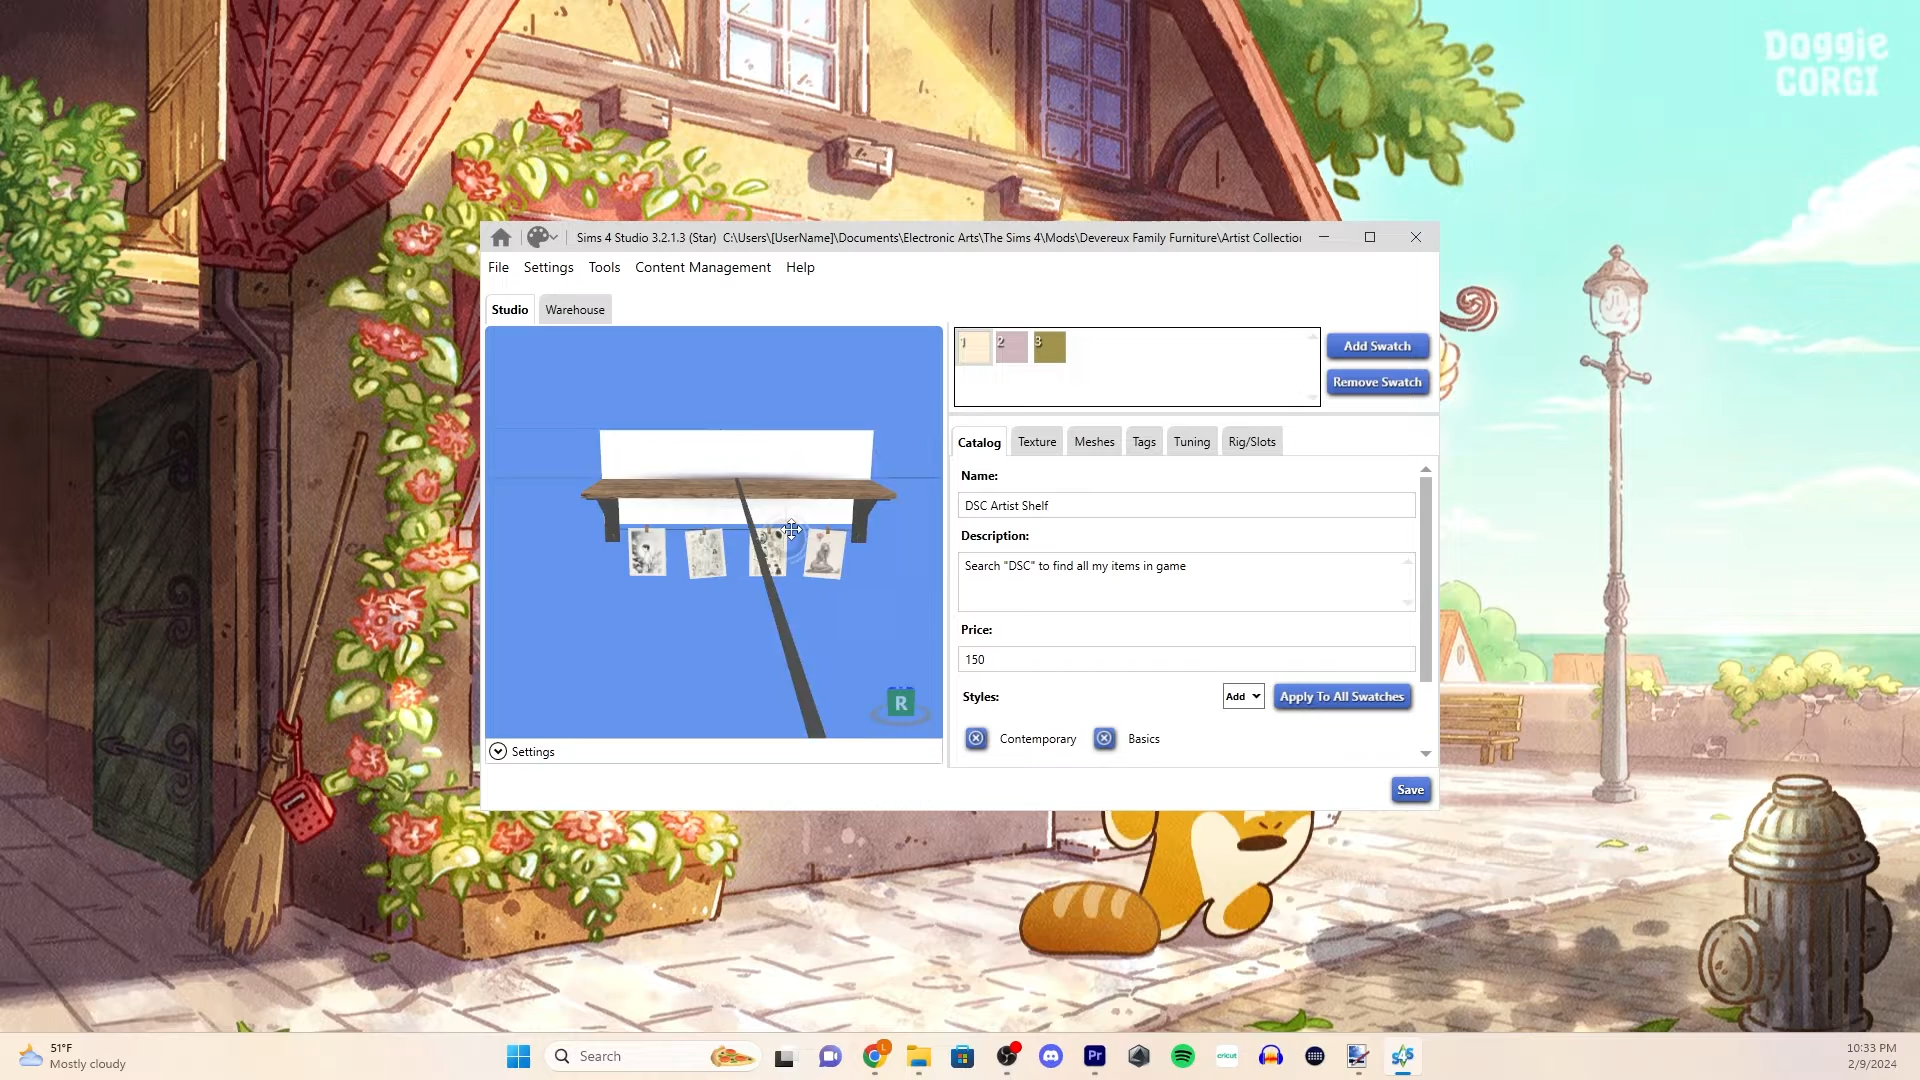 Doggie
CORGI
Sims 4 Studio 3.2.1.3 (Star)  C:\Users\[UserName]\Documents\Electronic Arts\The Sims 4\Mods\Devereux Family Furniture\Artist Collection
File Settings Tools Content Management Help
Studio Warehouse
1 2 3
Add Swatch
Remove Swatch
Catalog Texture Meshes Tags Tuning Rig/Slots
Name:
DSC Artist Shelf
Description:
Search "DSC" to find all my items in game
Price:
150
Styles:
Add
Apply To All Swatches
Contemporary
Basics
R
Settings
Save
51°F
Mostly cloudy
Search
L
Pr
cricut
S4S
10:33 PM
2/9/2024